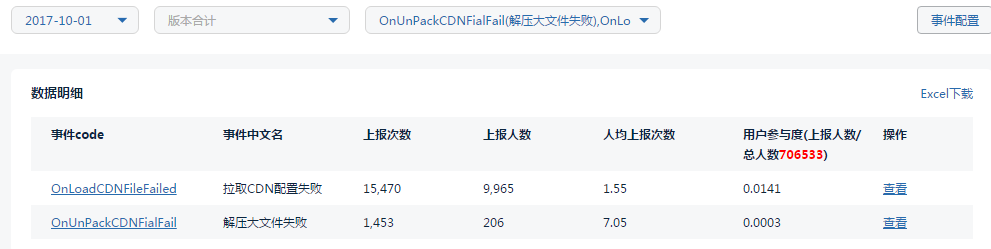 2017-10-01 版本合计 OnUnPackCDNFialFail(解压大文件失败),OnLo 事件配置
数据明细 Excel下载
事件code 事件中文名 上报次数 上报人数 人均上报次数 用户参与度(上报人数/ 操作
总人数706533)
OnLoadCDNFileFailed 拉取CDN配置失败 15,470 9,965 1.55 0.0141 查看
OnUnPackCDNFialFail 解压大文件失败 1,453 206 7.05 0.0003 查看